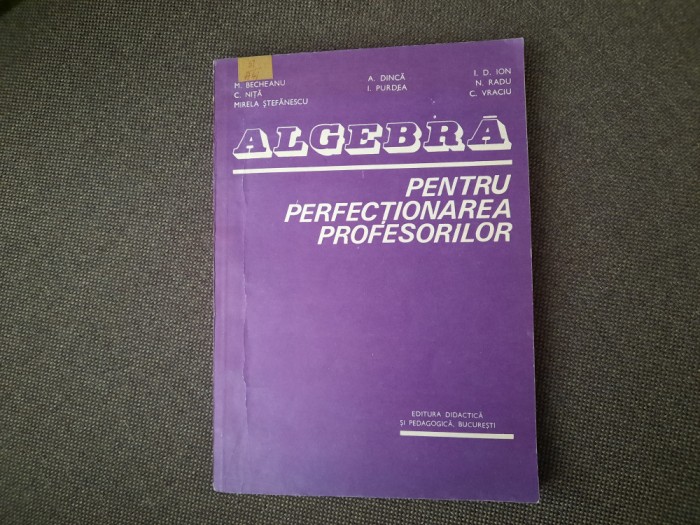 M. BECHEANU
C. NIȚĂ
MIRELA ȘTEFĂNESCU
A. DINCĂ
I. PURDEA
I. D. ION
N. RADU
C. VRACIU
ALGEBRĂ
PENTRU
PERFECȚIONAREA
PROFESORILOR
EDITURA DIDACTICĂ
ȘI PEDAGOGICĂ, BUCUREȘTI